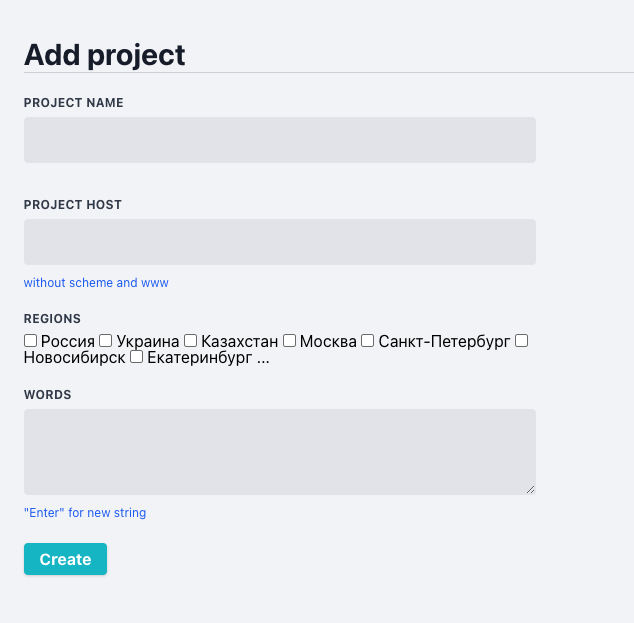 Add project
PROJECT NAME
PROJECT HOST
without scheme and www
REGIONS
Россия Украина Казахстан Москва Санкт-Петербург
Новосибирск Екатеринбург ...
WORDS
"Enter" for new string
Create